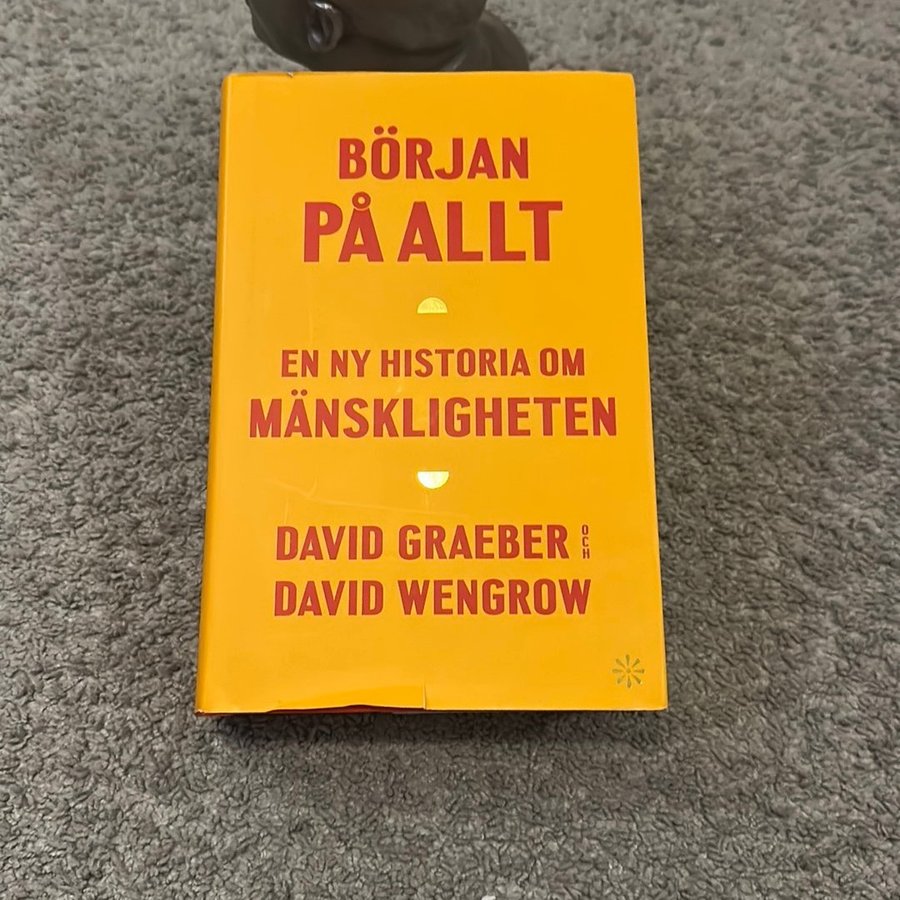 BÖRJAN
PÅ ALLT
EN NY HISTORIA OM
MÄNSKLIGHETEN
DAVID GRAEBER OCH
DAVID WENGROW